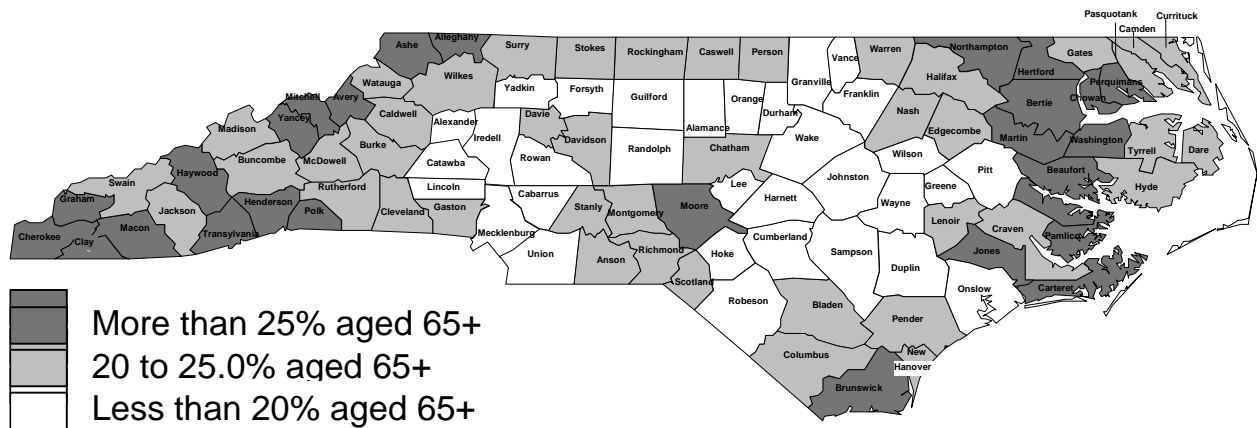 Pasquotank
Currituck
Camden
Ashe
Alleghany
Surry
Stokes
Rockingham
Caswell
Person
Vance
Warren
Northampton
Gates
Granville
Hertford
Halifax
Watauga
Wilkes
Yadkin
Forsyth
Guilford
Orange
Durham
Franklin
Perquimans
Chowan
Bertie
Mitchell
Avery
Yancey
Caldwell
Alexander
Iredell
Davie
Davidson
Alamance
Nash
Edgecombe
Martin
Washington
Tyrrell
Dare
Madison
Buncombe
McDowell
Burke
Catawba
Rowan
Randolph
Chatham
Wake
Wilson
Pitt
Beaufort
Hyde
Haywood
Swain
Graham
Jackson
Henderson
Rutherford
Polk
Cleveland
Lincoln
Gaston
Cabarrus
Stanly
Montgomery
Moore
Lee
Harnett
Johnston
Wayne
Greene
Lenoir
Craven
Pamlico
Cherokee
Clay
Macon
Transylvania
Mecklenburg
Union
Anson
Richmond
Scotland
Hoke
Cumberland
Sampson
Duplin
Jones
Onslow
Carteret
Robeson
Bladen
Pender
Columbus
New
Hanover
Brunswick
More than 25% aged 65+
20 to 25.0% aged 65+
Less than 20% aged 65+